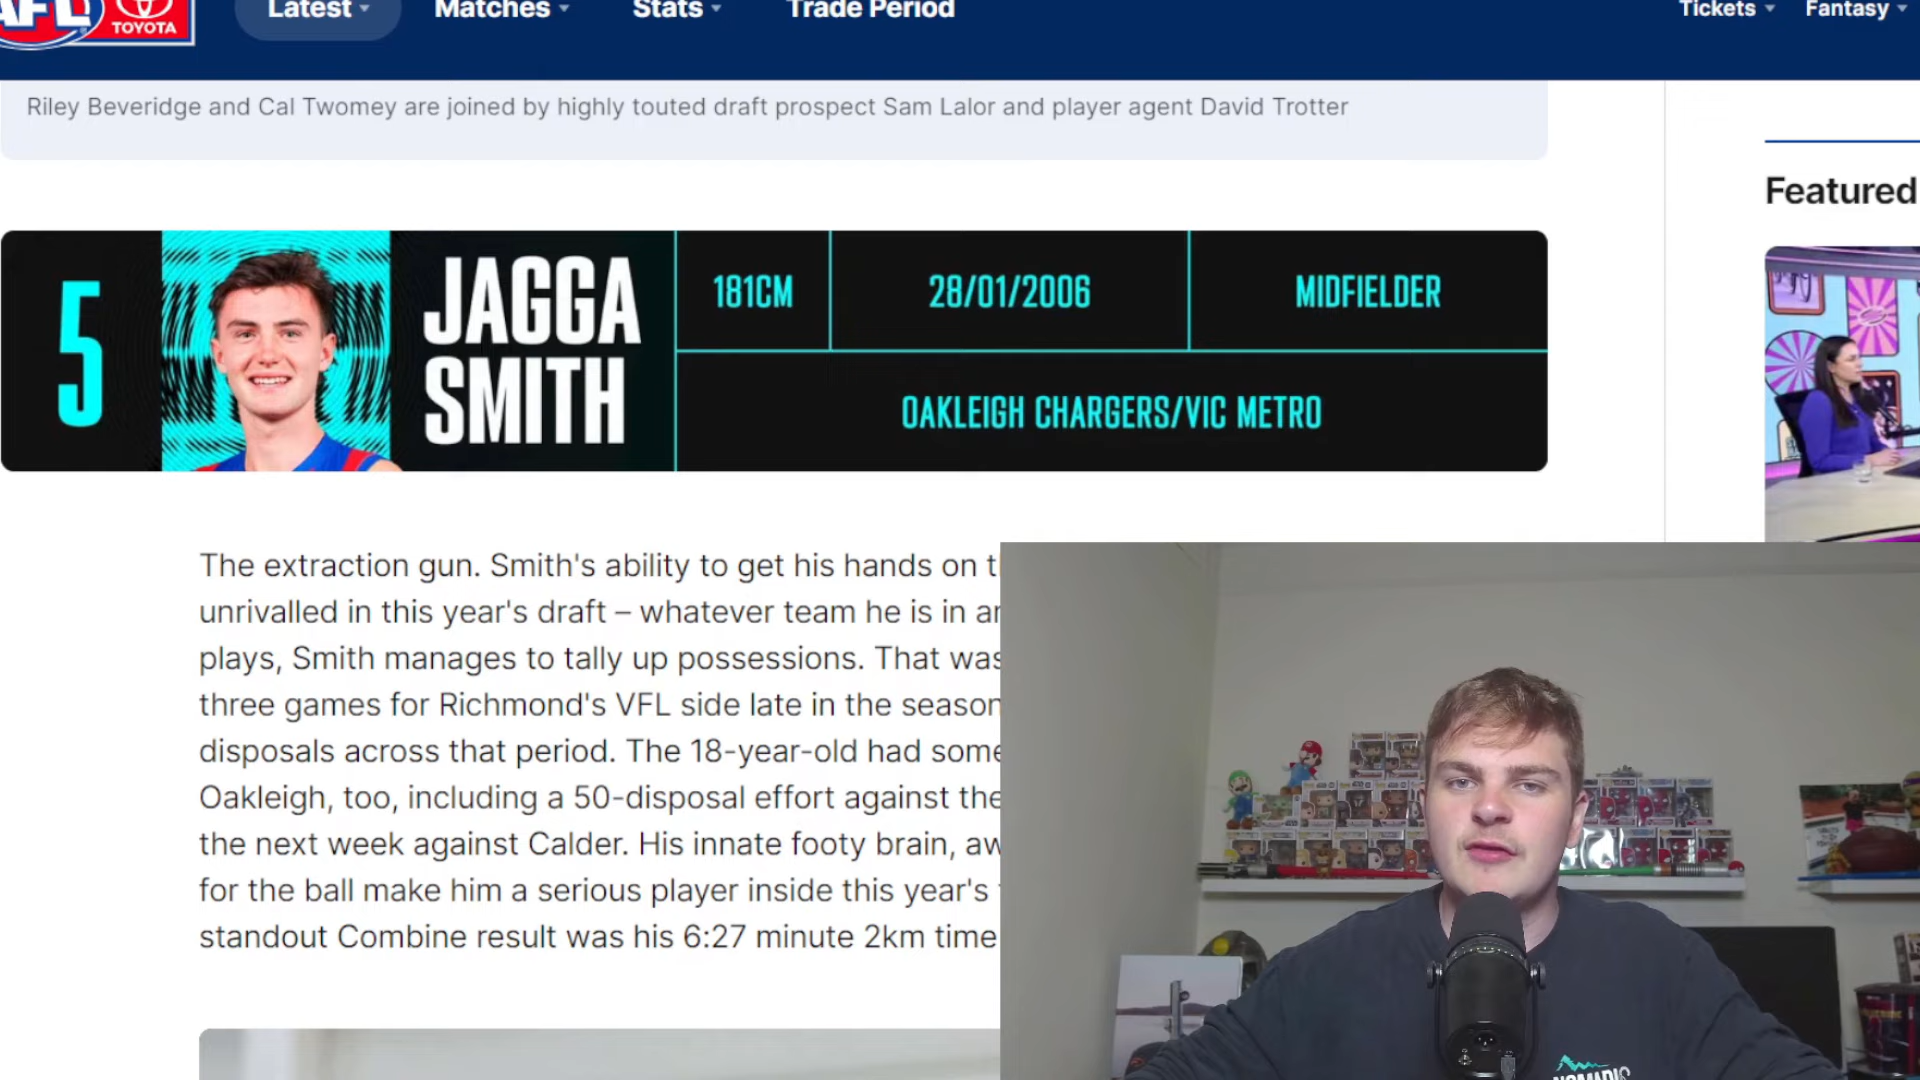 AFL
TOYOTA
Latest
Matches
Stats
Trade Period
Tickets
Fantasy
Riley Beveridge and Cal Twomey are joined by highly touted draft prospect Sam Lalor and player agent David Trotter
Featured
5
JAGGA
SMITH
181CM
28/01/2006
MIDFIELDER
OAKLEIGH CHARGERS/VIC METRO
The extraction gun. Smith's ability to get his hands on
unrivalled in this year's draft – whatever team he is in
plays, Smith manages to tally up possessions. That was
three games for Richmond's VFL side late in the season
disposals across that period. The 18-year-old had some
Oakleigh, too, including a 50-disposal effort against the
the next week against Calder. His innate footy brain,
for the ball make him a serious player inside this year's
standout Combine result was his 6:27 minute 2km time